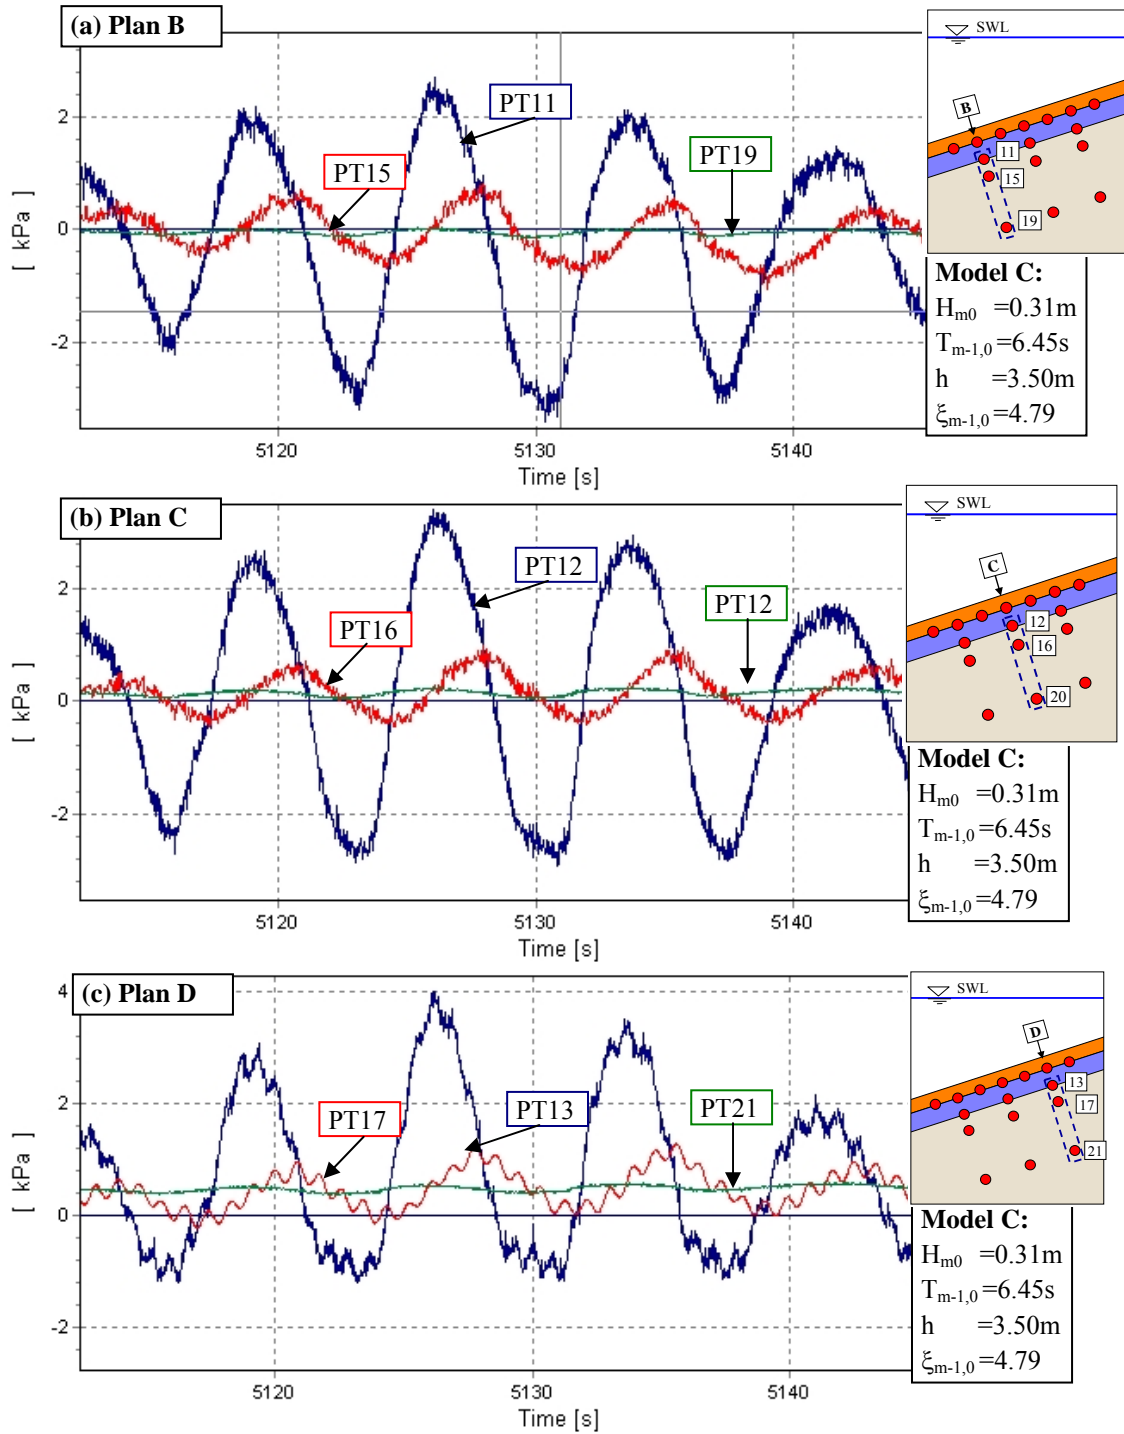 (a) Plan B
[ kPa ]
2
0
-2
PT11
PT15
PT19
5120
5130
5140
Time [s]
SWL
B
11
15
19
Model C:
Hm0 =0.31m
Tm-1,0 =6.45s
h =3.50m
ξm-1,0 =4.79
(b) Plan C
[ kPa ]
2
0
-2
PT12
PT16
PT12
5120
5130
5140
Time [s]
SWL
C
12
16
20
Model C:
Hm0 =0.31m
Tm-1,0 =6.45s
h =3.50m
ξm-1,0 =4.79
(c) Plan D
[ kPa ]
4
2
0
-2
PT17
PT13
PT21
5120
5130
5140
Time [s]
SWL
D
13
17
21
Model C:
Hm0 =0.31m
Tm-1,0 =6.45s
h =3.50m
ξm-1,0 =4.79